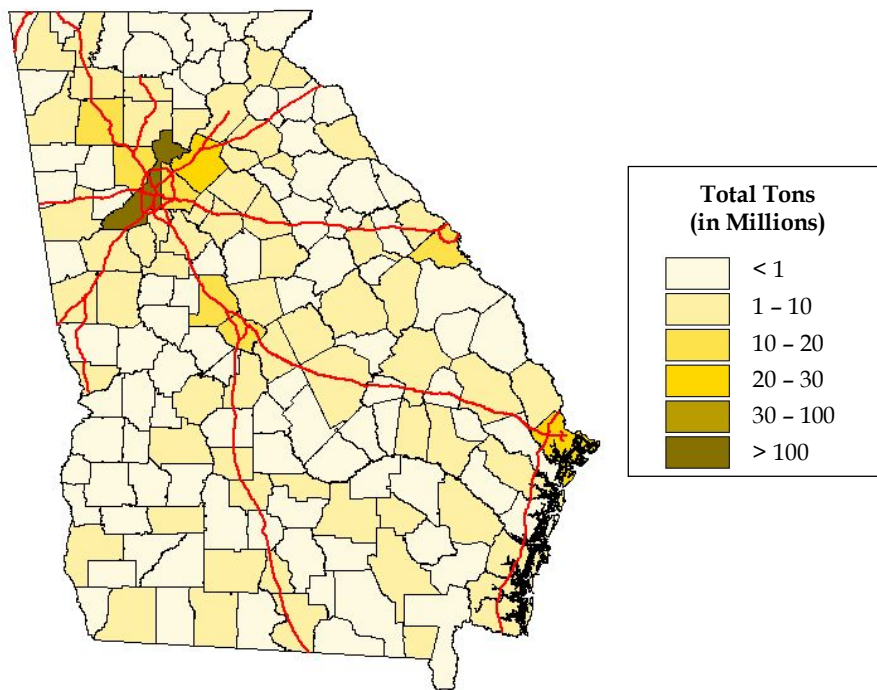 Total Tons
(in Millions)
< 1
1 – 10
10 – 20
20 – 30
30 – 100
> 100